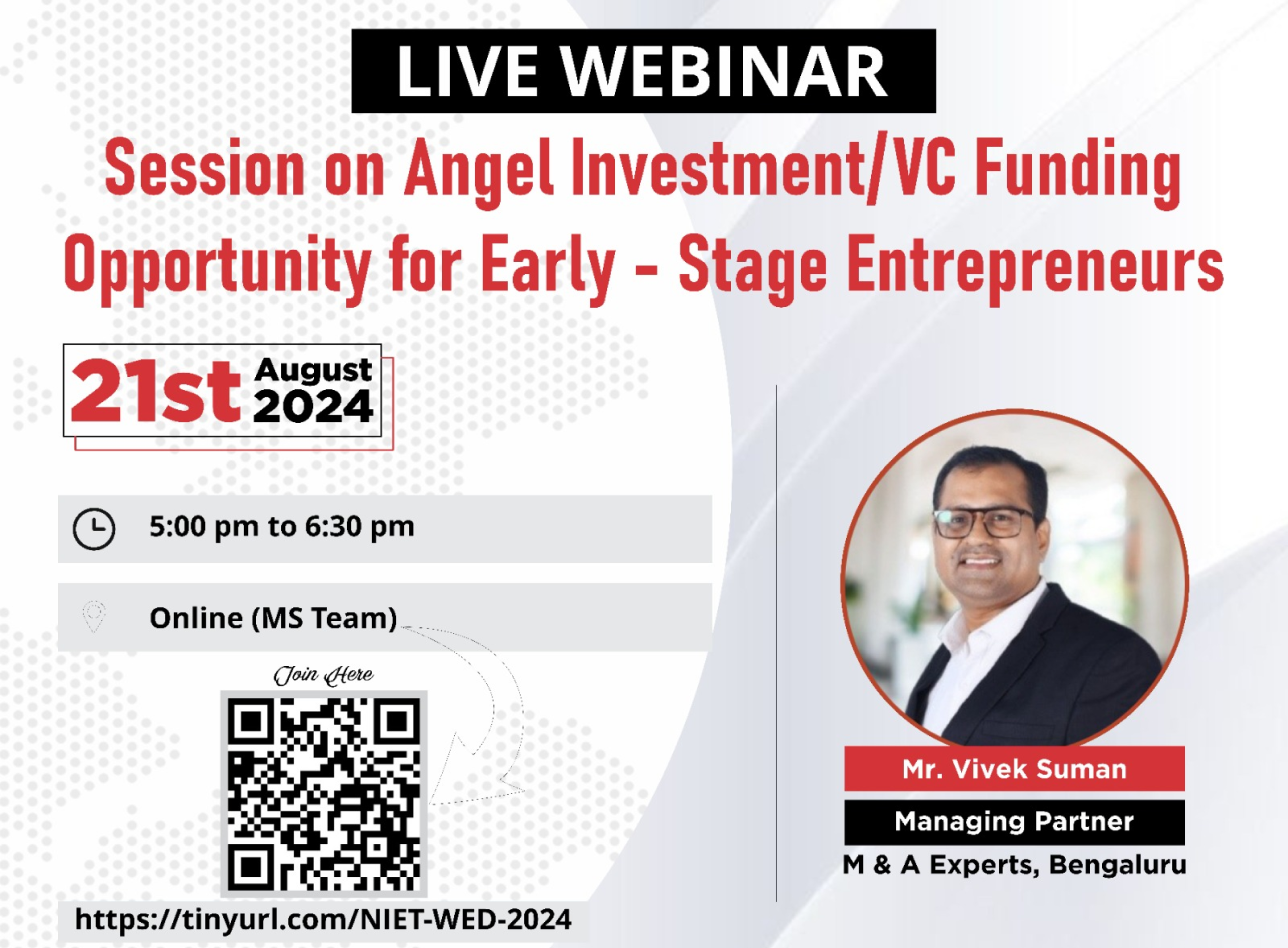 LIVE WEBINAR
Session on Angel Investment/VC Funding
Opportunity for Early - Stage Entrepreneurs
21st August
2024
5:00 pm to 6:30 pm
Online (MS Team)
Join Here
https://tinyurl.com/NIET-WED-2024
Mr. Vivek Suman
Managing Partner
M & A Experts, Bengaluru